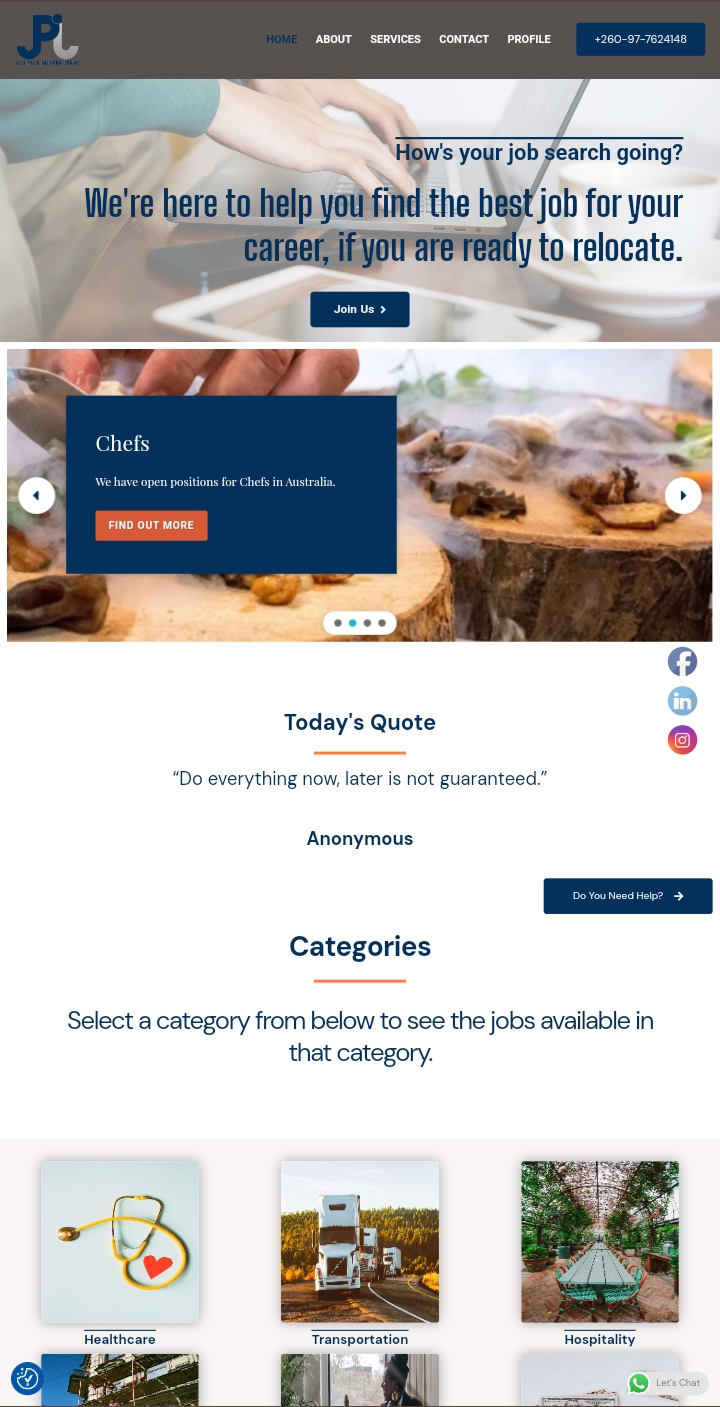 JOB PLUG INTERNATIONAL
HOME
ABOUT
SERVICES
CONTACT
PROFILE
+260-97-7624148
How's your job search going?
We're here to help you find the best job for your
career, if you are ready to relocate.
Join Us
Chefs
We have open positions for Chefs in Australia.
FIND OUT MORE
Today's Quote
“Do everything now, later is not guaranteed.”
Anonymous
Do You Need Help?
Categories
Select a category from below to see the jobs available in
that category.
Healthcare
Transportation
Hospitality
Let's Chat